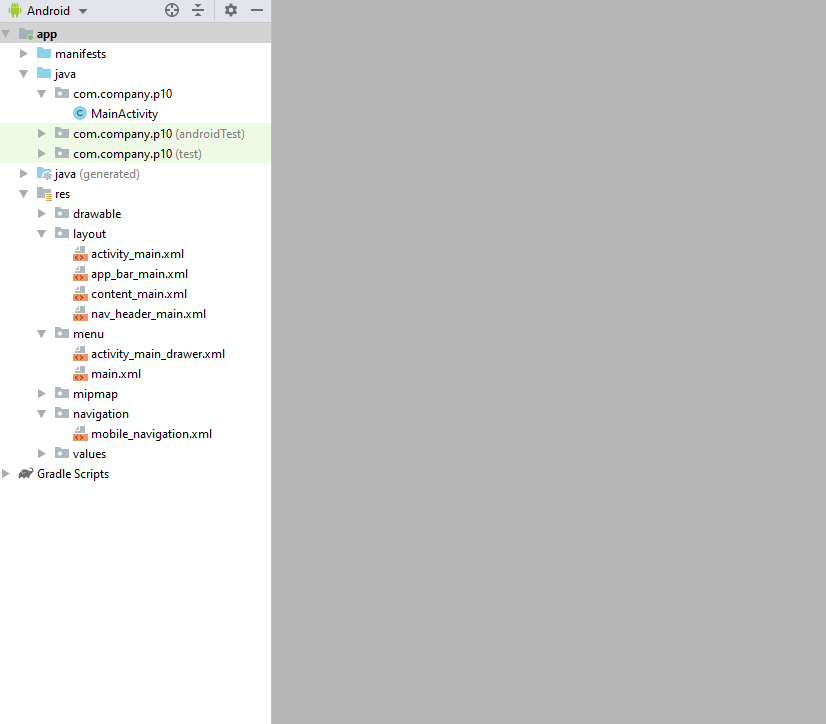 Android
app
manifests
java
com.company.p10
C MainActivity
com.company.p10 (androidTest)
com.company.p10 (test)
java (generated)
res
drawable
layout
activity_main.xml
app_bar_main.xml
content_main.xml
nav_header_main.xml
menu
activity_main_drawer.xml
main.xml
mipmap
navigation
mobile_navigation.xml
values
Gradle Scripts